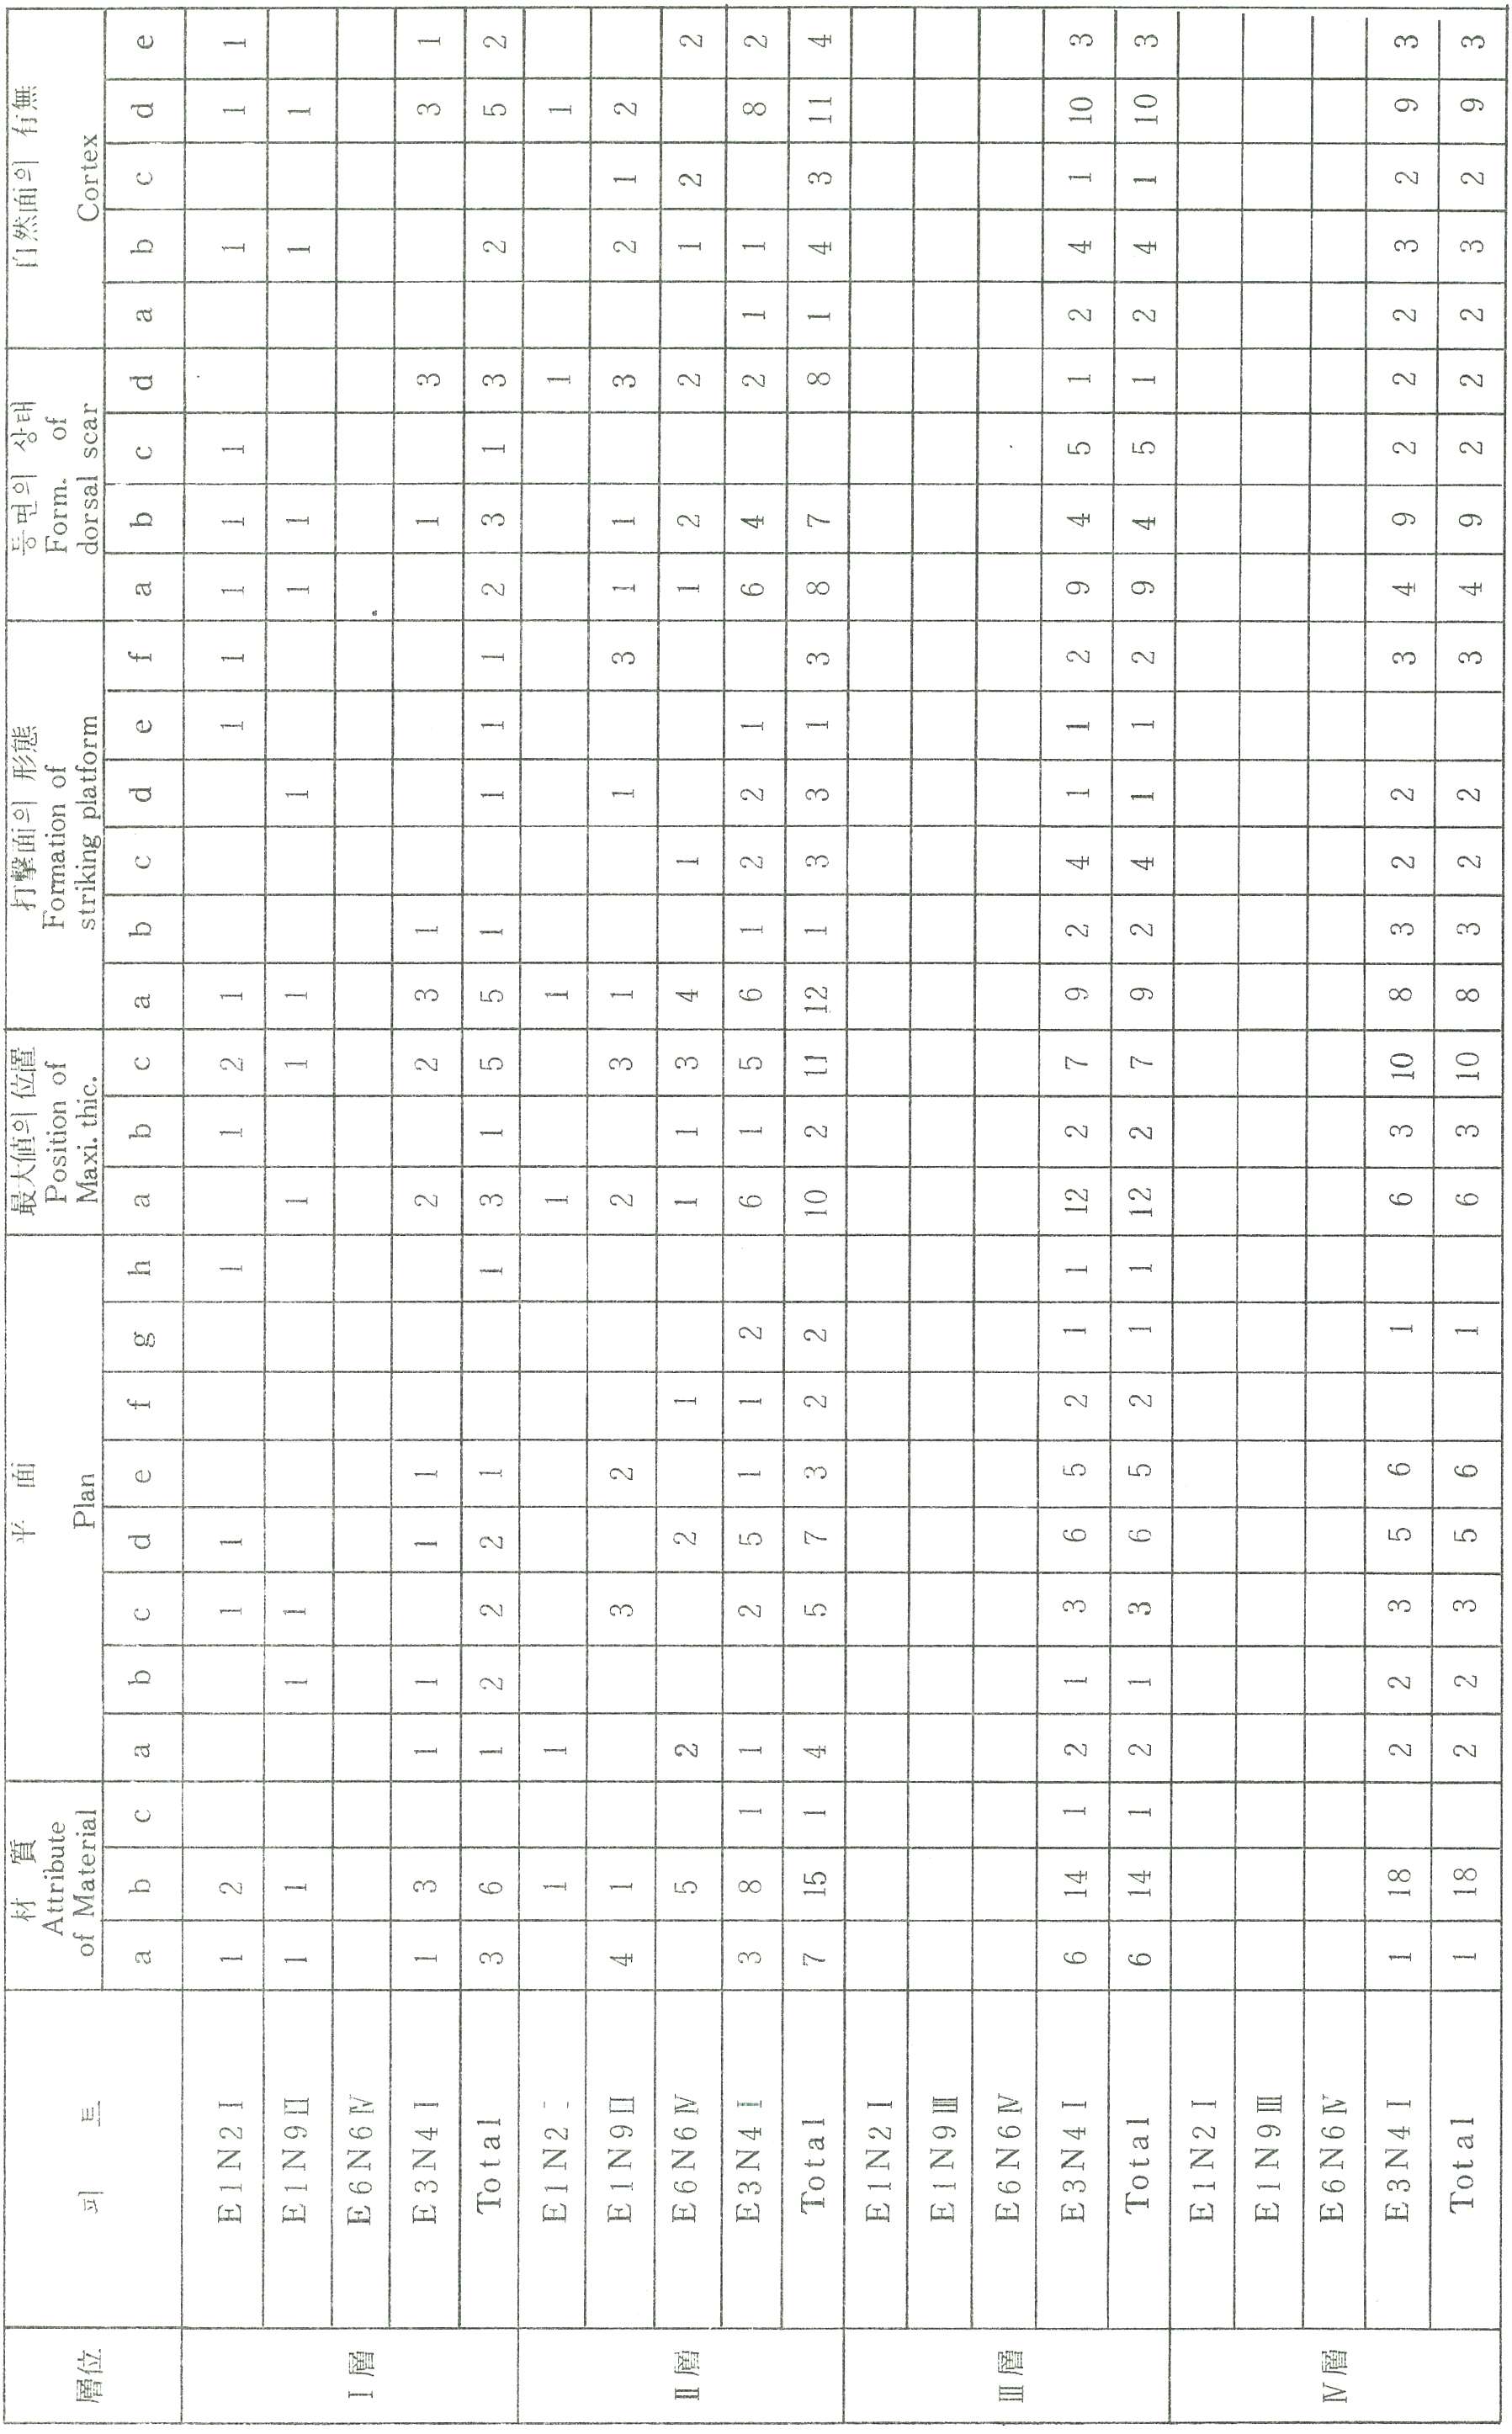 層位 피 트 材 質 平 面 最大値의 位置 打擊面의 形態 등면의 상태 自然面의 有無
Attribute of Material Plan Position of Maxi. thic. Formation of striking platform Form. of dorsal scar Cortex
a b c a b c d e f g h a b c a b c d e f a b c d a b c d e
Ⅰ層
E1N2Ⅰ 1 2 1 1 1 1 2 1 1 1 1 1 1 1 1 1
E1N9Ⅱ 1 1 1 1 1 1 1 1 1 1 1 1
E6N6Ⅳ
E3N4Ⅰ 1 3 1 1 1 1 2 2 3 1 1 3 3 1
Total 3 6 1 2 2 2 1 1 3 1 5 5 1 1 1 1 2 3 1 3 2 5 2
Ⅱ層
E1N2 1 1 1 1 1 1
E1N9Ⅱ 4 1 3 2 2 3 1 1 3 1 1 3 2 1 2
E6N6Ⅳ 5 2 2 1 1 1 3 4 1 1 2 2 1 2 2
E3N4Ⅰ 3 8 1 1 2 5 1 1 2 6 1 5 6 1 2 2 1 6 4 2 1 1 8 2
Total 7 15 1 4 5 7 3 2 2 10 2 11 12 1 3 3 1 3 8 7 8 1 4 3 11 4
Ⅲ層
E1N2Ⅰ
E1N9Ⅲ
E6N6Ⅳ
E3N4Ⅰ 6 14 1 2 1 3 6 5 2 1 1 12 2 7 9 2 4 1 1 2 9 4 5 1 2 4 1 10 3
Total 6 14 1 2 1 3 6 5 2 1 1 12 2 7 9 2 4 1 1 2 9 4 5 1 2 4 1 10 3
Ⅳ層
E1N2Ⅰ
E1N9Ⅲ
E6N6Ⅳ
E3N4Ⅰ 1 18 2 2 3 5 6 1 6 3 10 8 3 2 2 3 4 9 2 2 2 3 2 9 3
Total 1 18 2 2 3 5 6 1 6 3 10 8 3 2 2 3 4 9 2 2 2 3 2 9 3